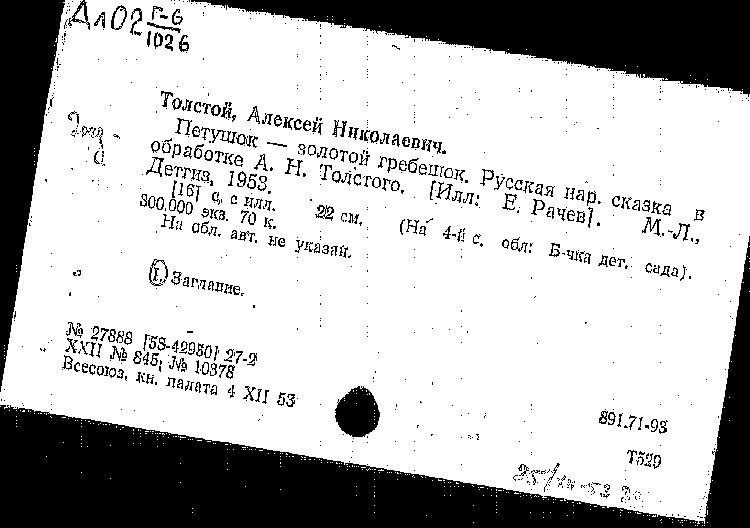 ДлО2 Г-6
1026
Толстой, Алексей Николаевич.
Петушок — золотой гребешок. Русская нар. сказка в
обработке А. Н. Толстого. [Илл: Е. Рачев]. М.-Л.,
Детгиз, 1953.
[16] с. с илл. 22 см. (На 4-й с. обл: Б-чка дет. сада).
300.000 экз. 70 к.
На обл. авт. не указан.
1. Заглавие.
№ 27888 [53-42950] 27-2
XXII № 845; № 10378
Всесоюз. кн. палата 4 XII 53
891.71-93
Т529